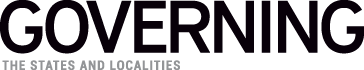 GOVERNING
THE STATES AND LOCALITIES